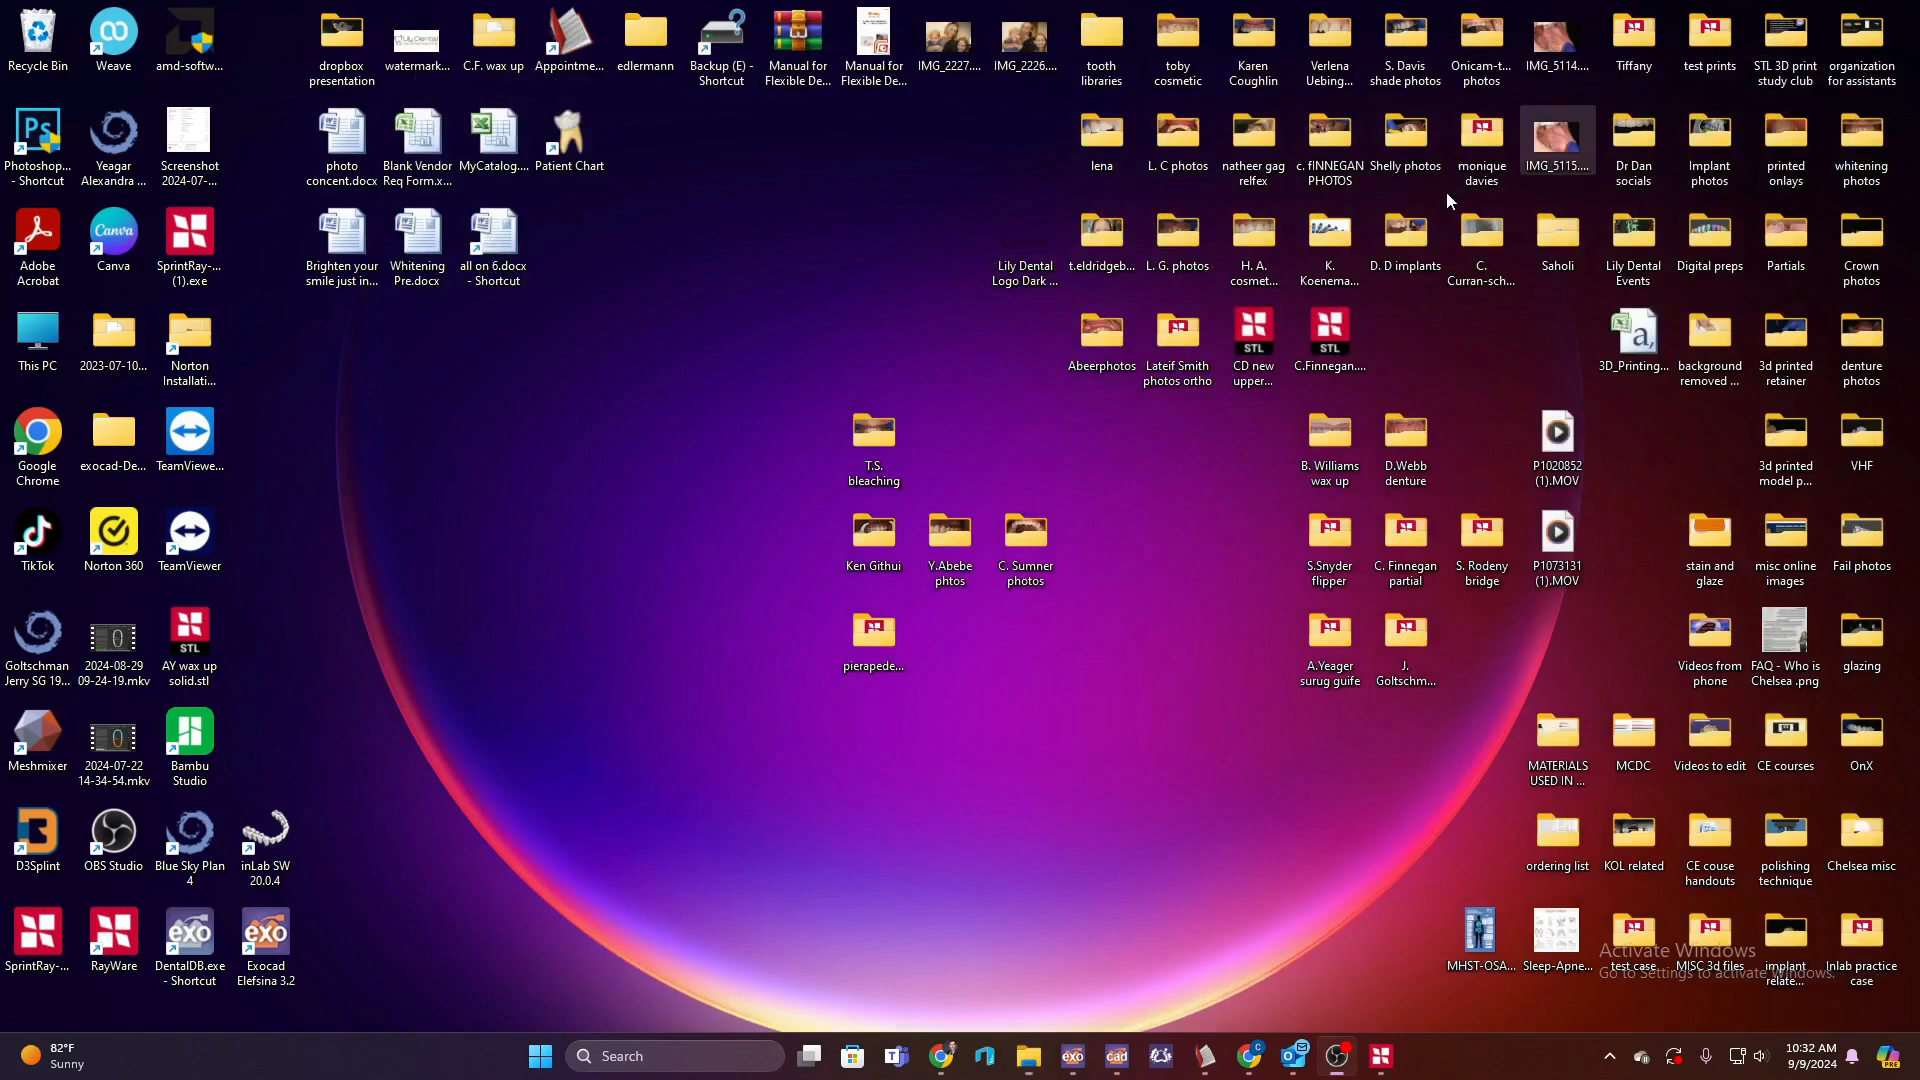 Recycle Bin
Weave
amd-softw...
dropbox
presentation
watermark...
C.F. wax up
Appointme...
edlermann
Backup (E) -
Shortcut
Manual for
Flexible De...
Manual for
Flexible De...
IMG_2227....
IMG_2226....
tooth
libraries
toby
cosmetic
Karen
Coughlin
Verlena
Uebing...
S. Davis
shade photos
Onicam-t...
photos
IMG_5114....
Tiffany
test prints
STL 3D print
study club
organization
for assistants
Photoshop...
- Shortcut
Yeagar
Alexandra ...
Screenshot
2024-07-...
photo
concent.docx
Blank Vendor
Req Form.x...
MyCatalog....
Patient Chart
lena
L. C photos
natheer gag
relfex
c. fINNEGAN
PHOTOS
Shelly photos
monique
davies
IMG_5115....
Dr Dan
socials
Implant
photos
printed
onlays
whitening
photos
Adobe
Acrobat
Canva
SprintRay-...
(1).exe
Brighten your
smile just in...
Whitening
Pre.docx
all on 6.docx
- Shortcut
Lily Dental
Logo Dark ...
t.eldridgeb...
L. G. photos
H. A.
cosmet...
K.
Koenema...
D. D implants
C.
Curran-sch...
Saholi
Lily Dental
Events
Digital preps
Partials
Crown
photos
This PC
2023-07-10...
Norton
Installati...
Abeerphotos
Lateif Smith
photos ortho
STL
CD new
upper...
STL
C.Finnegan....
3D_Printing...
background
removed ...
3d printed
retainer
denture
photos
Google
Chrome
exocad-De...
TeamViewe...
T.S.
bleaching
B. Williams
wax up
D.Webb
denture
P1020852
(1).MOV
3d printed
model p...
VHF
TikTok
Norton 360
TeamViewer
Ken Githui
Y.Abebe
phtos
C. Sumner
photos
S.Snyder
flipper
C. Finnegan
partial
S. Rodeny
bridge
P1073131
(1).MOV
stain and
glaze
misc online
images
Fail photos
Goltschman
Jerry SG 19...
2024-08-29
09-24-19.mkv
STL
AY wax up
solid.stl
pierapede...
A.Yeager
surug guife
J.
Goltschm...
Videos from
phone
FAQ - Who is
Chelsea .png
glazing
Meshmixer
2024-07-22
14-34-54.mkv
Bambu
Studio
MATERIALS
USED IN ...
MCDC
Videos to edit
CE courses
OnX
D3Splint
OBS Studio
Blue Sky Plan
4
inLab SW
20.0.4
ordering list
KOL related
CE couse
handouts
polishing
technique
Chelsea misc
SprintRay-...
RayWare
exo
DentalDB.exe
- Shortcut
exo
Exocad
Elefsina 3.2
MHST-OSA...
Sleep-Apne...
test case
MISC 3d files
implant
relate...
Inlab practice
case
Activate Windows
Go to Settings to activate Windows.
82°F
Sunny
Search
exo
cad
10:32 AM
9/9/2024